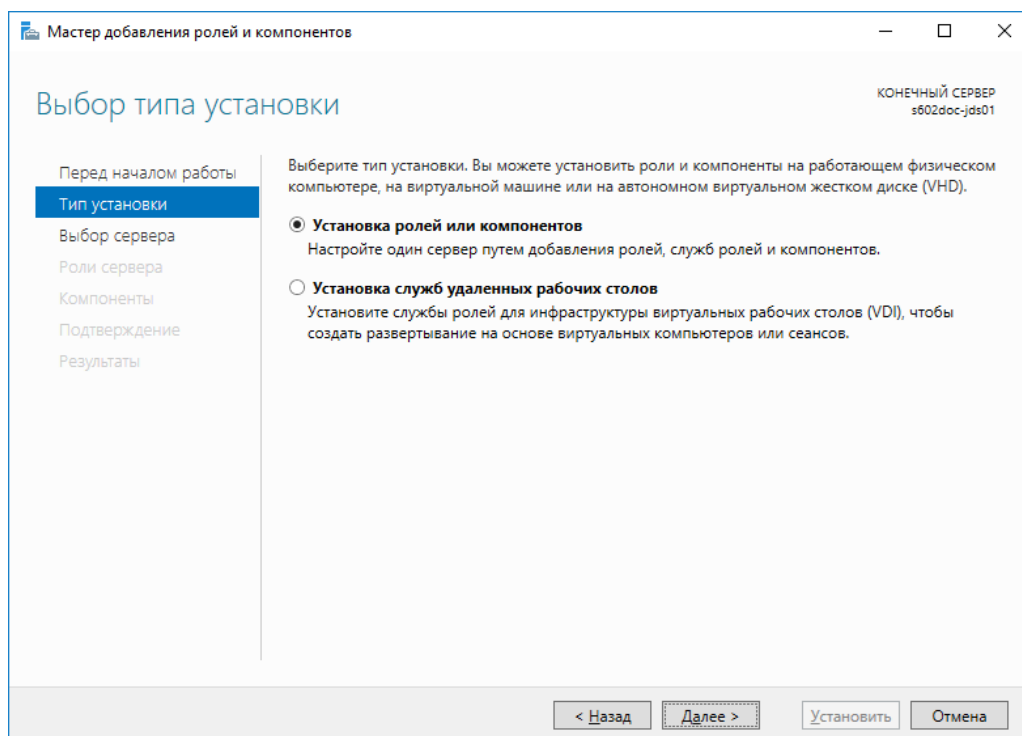 Мастер добавления ролей и компонентов
Выбор типа установки
КОНЕЧНЫЙ СЕРВЕР
s602doc-jds01
Перед началом работы
Тип установки
Выбор сервера
Роли сервера
Компоненты
Подтверждение
Результаты
Выберите тип установки. Вы можете установить роли и компоненты на работающем физическом
компьютере, на виртуальной машине или на автономном виртуальном жестком диске (VHD).
Установка ролей или компонентов
Настройте один сервер путем добавления ролей, служб ролей и компонентов.
Установка служб удаленных рабочих столов
Установите службы ролей для инфраструктуры виртуальных рабочих столов (VDI), чтобы
создать развертывание на основе виртуальных компьютеров или сеансов.
< Назад
Далее >
Установить
Отмена